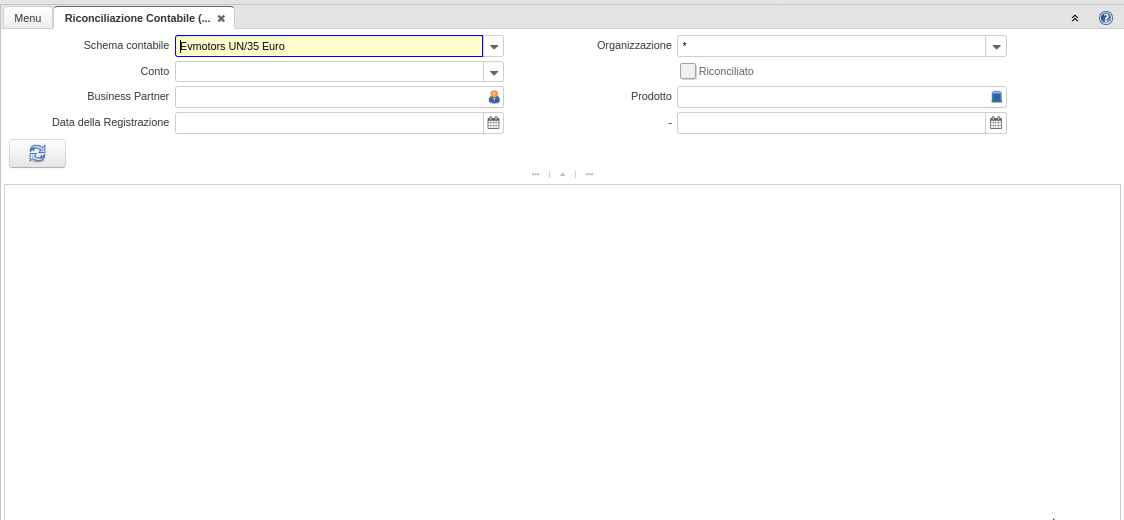 Menu Riconciliazione Contabile (...
Schema contabile Evmotors UN/35 Euro Organizzazione *
Conto Riconciliato
Business Partner Prodotto
Data della Registrazione -